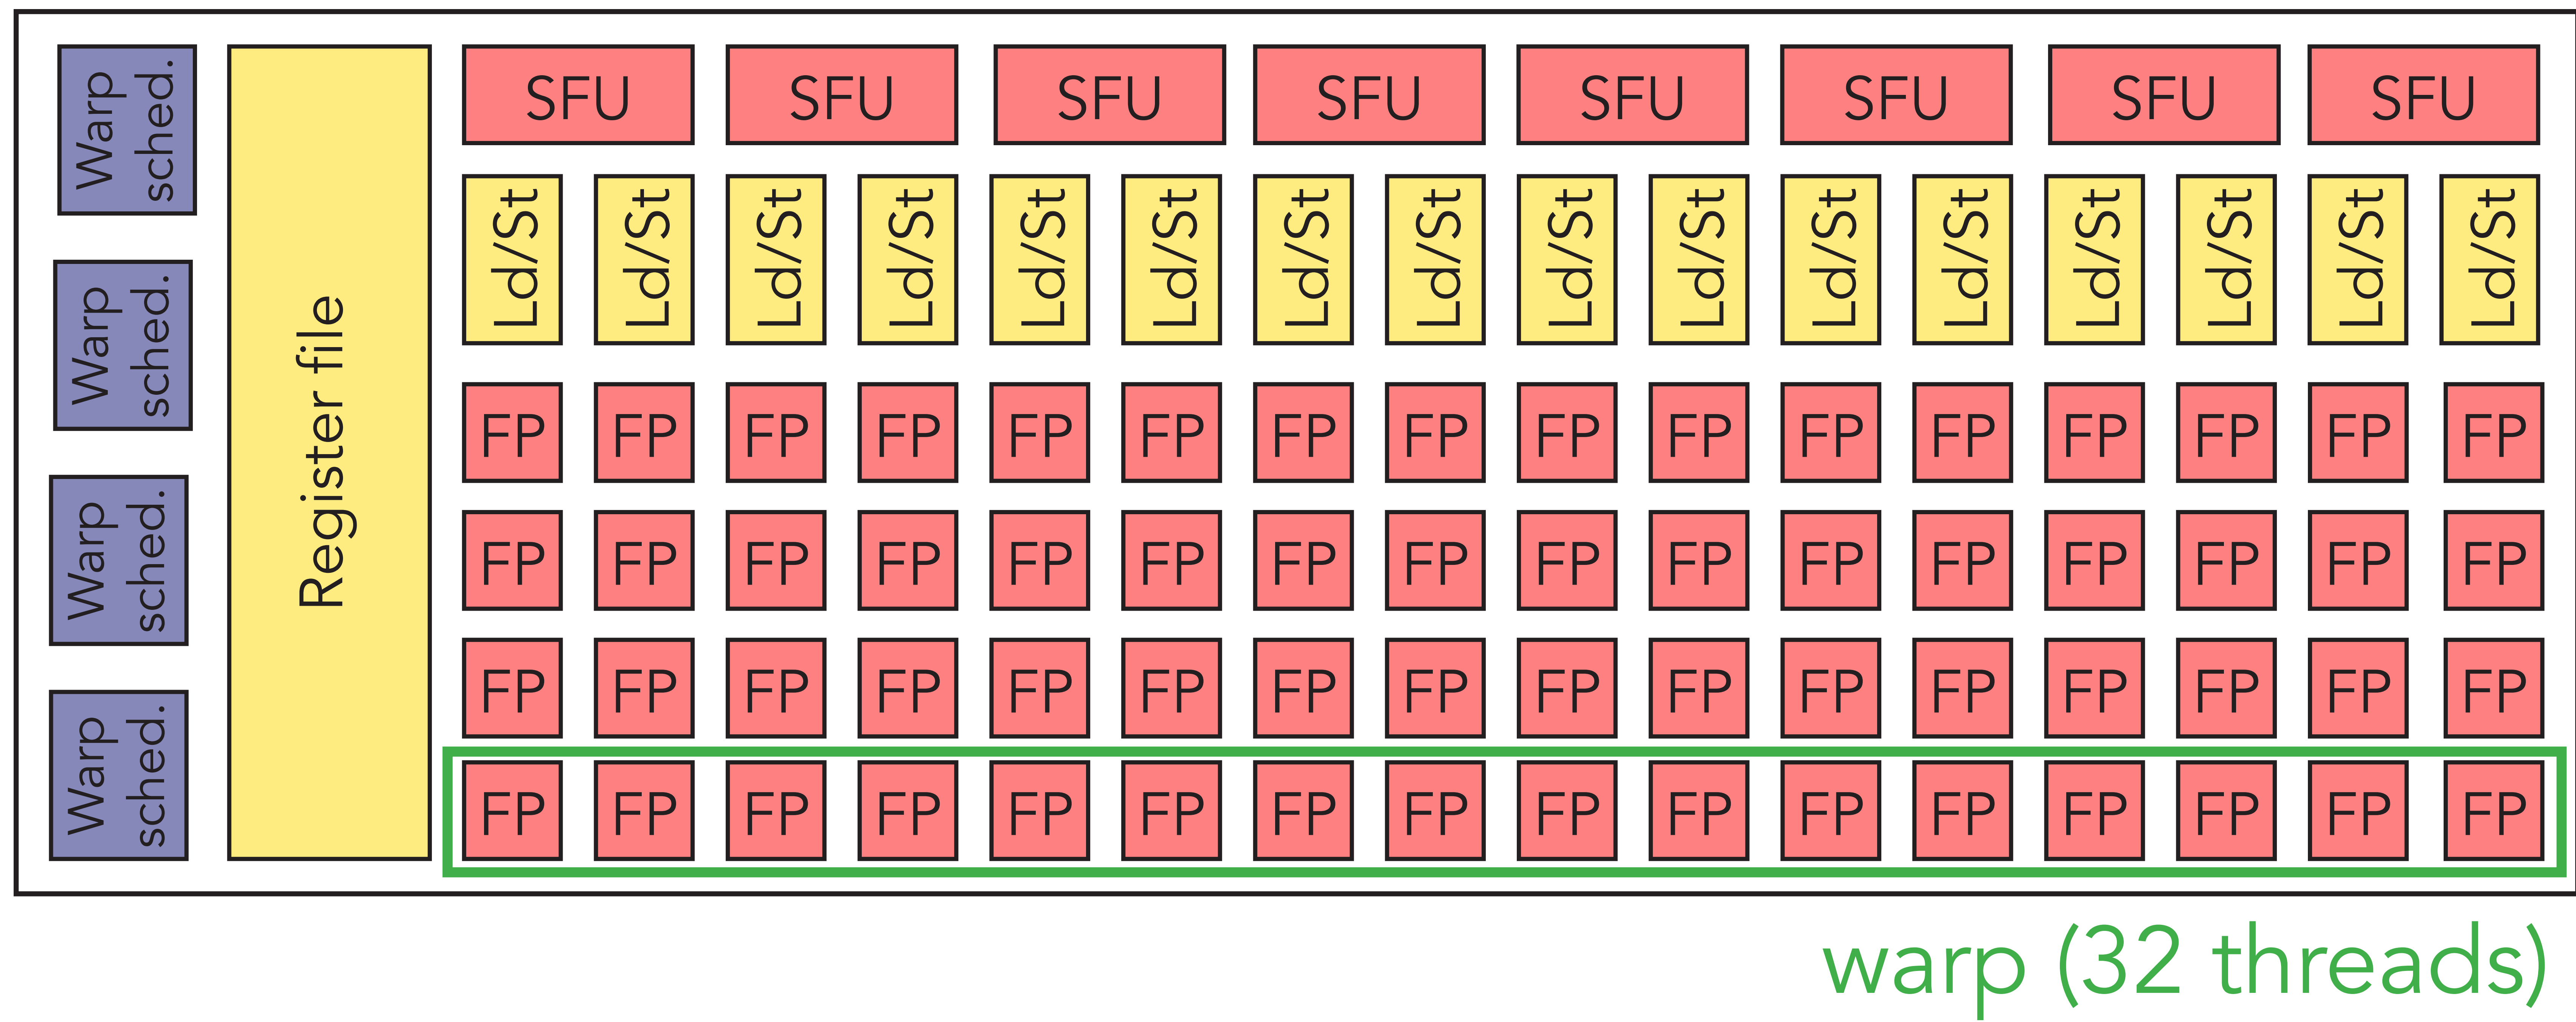 Warp
sched.
Warp
sched.
Warp
sched.
Warp
sched.
Register file
SFU SFU SFU SFU SFU SFU SFU SFU
Ld/St Ld/St Ld/St Ld/St Ld/St Ld/St Ld/St Ld/St Ld/St Ld/St Ld/St Ld/St Ld/St Ld/St Ld/St Ld/St
FP FP FP FP FP FP FP FP FP FP FP FP FP FP FP FP
FP FP FP FP FP FP FP FP FP FP FP FP FP FP FP FP
FP FP FP FP FP FP FP FP FP FP FP FP FP FP FP FP
FP FP FP FP FP FP FP FP FP FP FP FP FP FP FP FP
warp (32 threads)